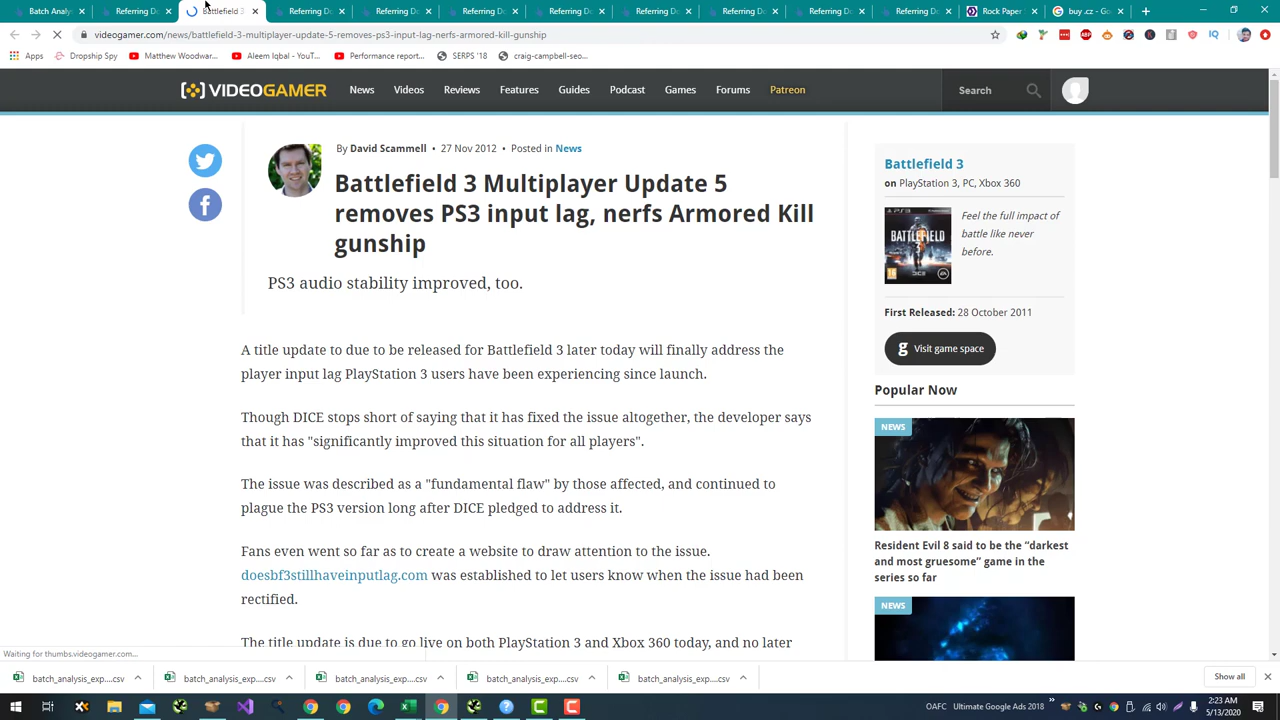 Batch Analy
Referring Do
Battlefield 3
Referring Do
Referring Do
Referring Do
Referring Do
Referring Do
Referring Do
Referring Do
Rock Paper
buy .cz - Go
videogamer.com/news/battlefield-3-multiplayer-update-5-removes-ps3-input-lag-nerfs-armored-kill-gunship
Apps
Dropship Spy
Matthew Woodwar...
Aleem Iqbal - YouT...
Performance report...
SERPS '18
craig-campbell-seo...
VIDEOGAMER
News
Videos
Reviews
Features
Guides
Podcast
Games
Forums
Patreon
Search
By David Scammell • 27 Nov 2012 • Posted in News
Battlefield 3 Multiplayer Update 5
removes PS3 input lag, nerfs Armored Kill
gunship
PS3 audio stability improved, too.
A title update to due to be released for Battlefield 3 later today will finally address the
player input lag PlayStation 3 users have been experiencing since launch.
Though DICE stops short of saying that it has fixed the issue altogether, the developer says
that it has "significantly improved this situation for all players".
The issue was described as a "fundamental flaw" by those affected, and continued to
plague the PS3 version long after DICE pledged to address it.
Fans even went so far as to create a website to draw attention to the issue.
doesbf3stillhaveinputlag.com was established to let users know when the issue had been
rectified.
The title update is due to go live on both PlayStation 3 and Xbox 360 today, and no later
Battlefield 3
on PlayStation 3, PC, Xbox 360
BATTLEFIELD 3
Feel the full impact of
battle like never
before.
First Released: 28 October 2011
g Visit game space
Popular Now
NEWS
Resident Evil 8 said to be the “darkest
and most gruesome” game in the
series so far
NEWS
Waiting for thumbs.videogamer.com...
batch_analysis_exp....csv
batch_analysis_exp....csv
batch_analysis_exp....csv
batch_analysis_exp....csv
batch_analysis_exp....csv
Show all
OAFC Ultimate Google Ads 2018
2:23 AM
5/13/2020